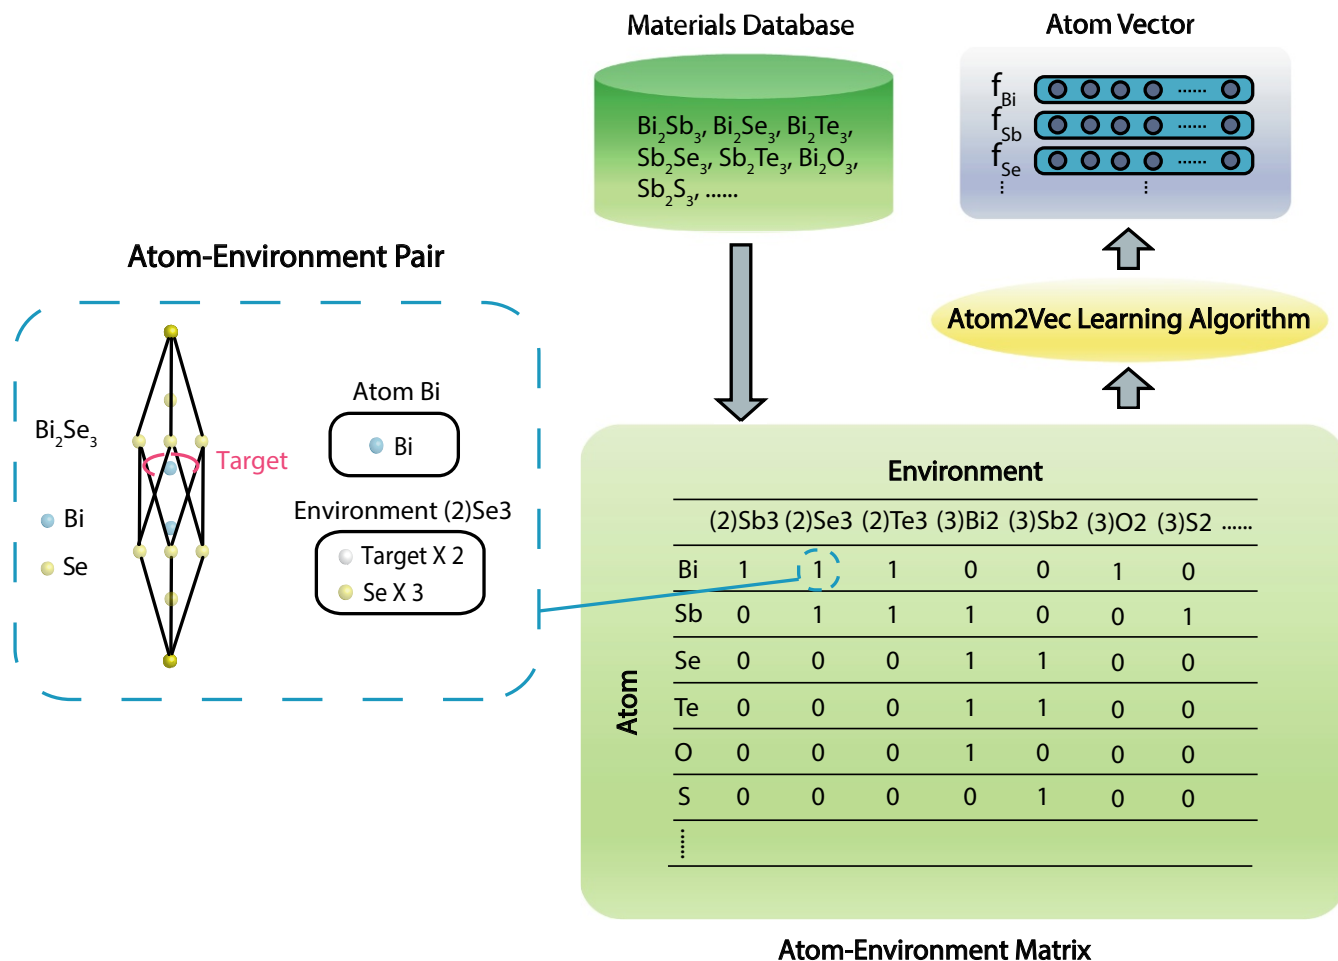 Materials Database
Bi2Sb3, Bi2Se3, Bi2Te3,
Sb2Se3, Sb2Te3, Bi2O3,
Sb2S3, ......
Atom Vector
fBi ......
fSb ......
fSe ......
Atom2Vec Learning Algorithm
Atom-Environment Pair
Bi2Se3
Bi
Se
Target
Atom Bi
Bi
Environment (2)Se3
Target X 2
Se X 3
Environment
(2)Sb3 (2)Se3 (2)Te3 (3)Bi2 (3)Sb2 (3)O2 (3)S2 ......
Atom
Bi 1 1 1 0 0 1 0
Sb 0 1 1 1 0 0 1
Se 0 0 0 1 1 0 0
Te 0 0 0 1 1 0 0
O 0 0 0 1 0 0 0
S 0 0 0 0 1 0 0
Atom-Environment Matrix